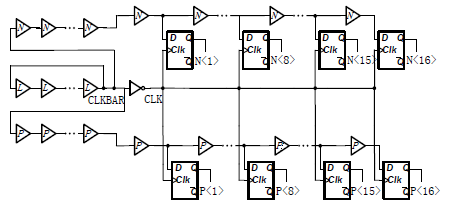 N N ... N N N ... N ... N
D Q Clk Q N<1> D Q Clk Q N<8> D Q Clk Q N<15> D Q Clk Q N<16>
L L ... L CLKBAR CLK
P P ... P P P ... P ... P
D Q Clk Q P<1> D Q Clk Q P<8> D Q Clk Q P<15> D Q Clk Q P<16>